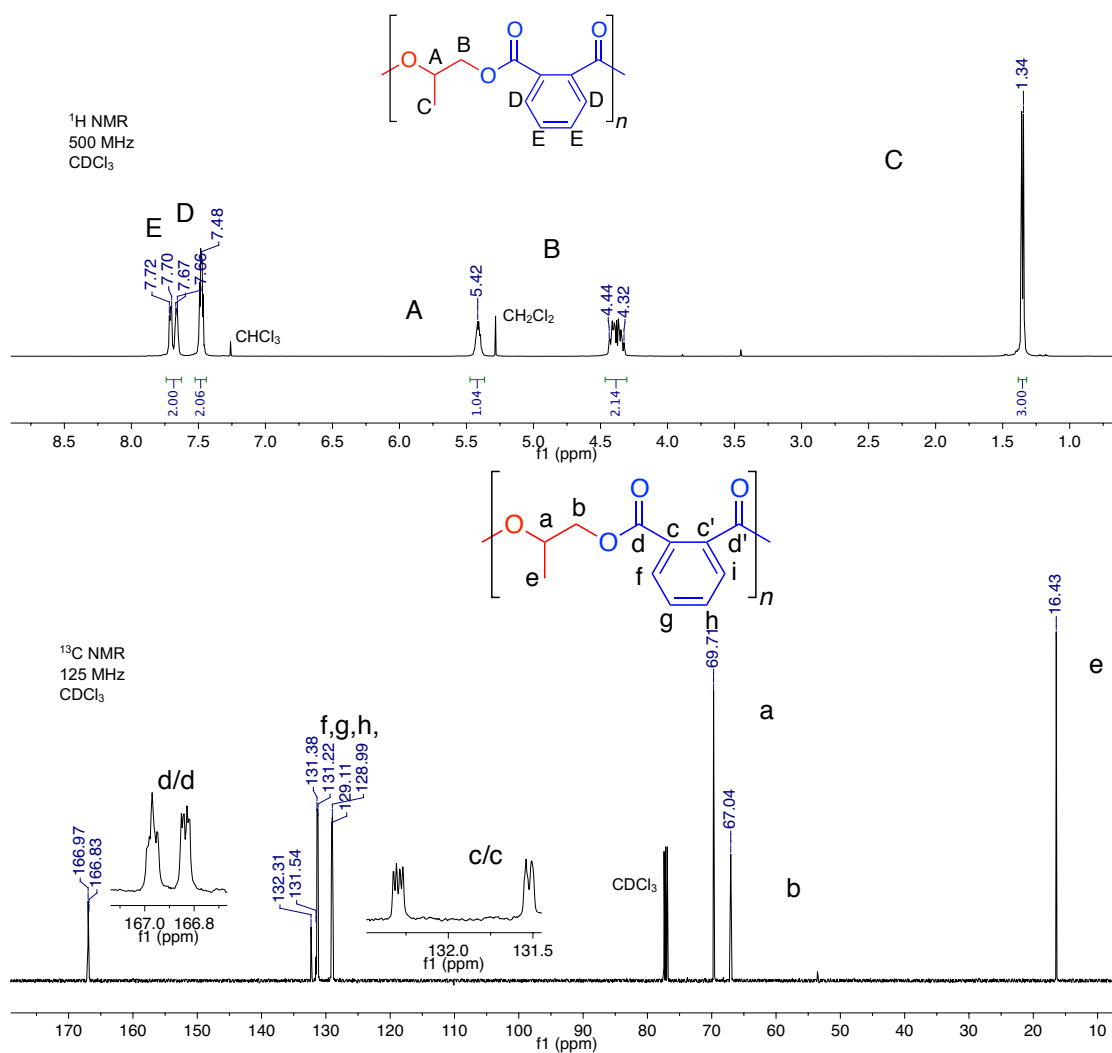 O
O
O
A
B
O
C
D
D
E
E
n
¹H NMR
500 MHz
CDCl₃
1.34
C
E
D
7.72
7.70
7.67
7.66
7.48
B
A
5.42
4.44
4.32
CHCl₃
CH₂Cl₂
2.00
2.06
1.04
2.14
3.00
8.5 8.0 7.5 7.0 6.5 6.0 5.5 5.0 4.5 4.0 3.5 3.0 2.5 2.0 1.5 1.0
f1 (ppm)
O
O
O
a
b
O
d
c
c'
d'
e
f
i
g
h
n
¹³C NMR
125 MHz
CDCl₃
69.71
16.43
e
a
f,g,h,
131.38
131.22
129.11
128.99
d/d
166.97
166.83
132.31
131.54
c/c
67.04
CDCl₃
b
167.0 166.8
f1 (ppm)
132.0 131.5
f1 (ppm)
170 160 150 140 130 120 110 100 90 80 70 60 50 40 30 20 10
f1 (ppm)